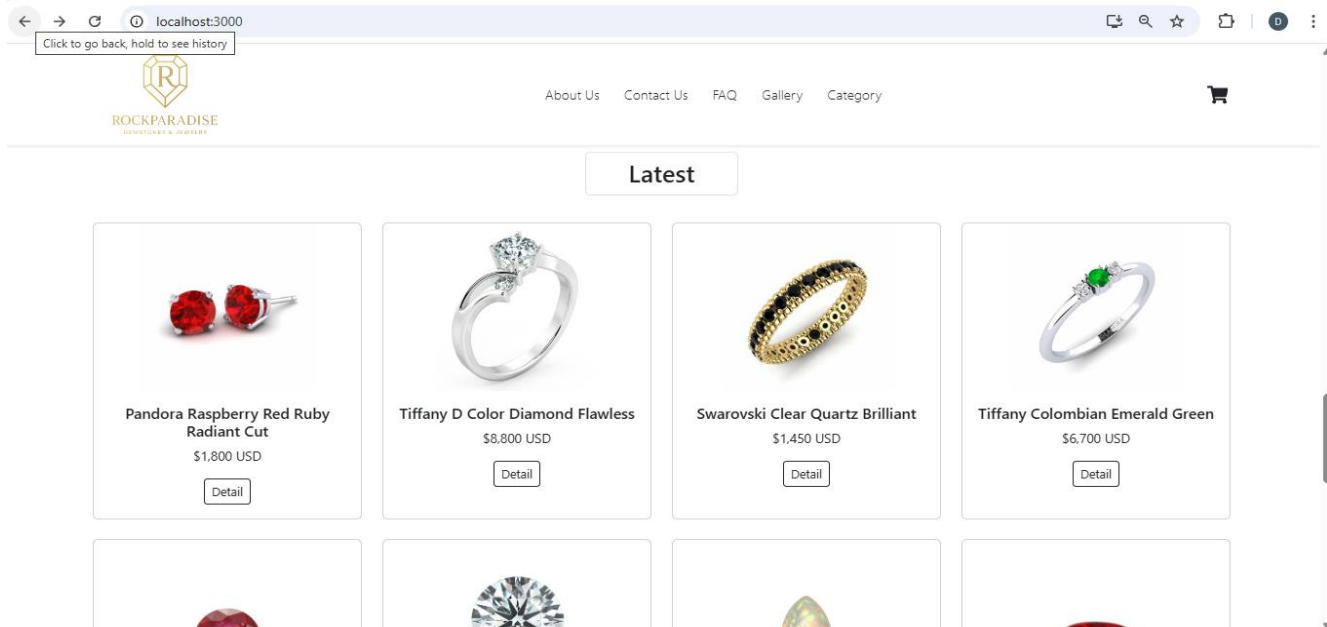 localhost:3000
D
Click to go back, hold to see history
R
ROCKPARADISE
GEMSTONES & JEWELRY
About Us Contact Us FAQ Gallery Category
Latest
Pandora Raspberry Red Ruby
Radiant Cut
$1,800 USD
Detail
Tiffany D Color Diamond Flawless
$8,800 USD
Detail
Swarovski Clear Quartz Brilliant
$1,450 USD
Detail
Tiffany Colombian Emerald Green
$6,700 USD
Detail